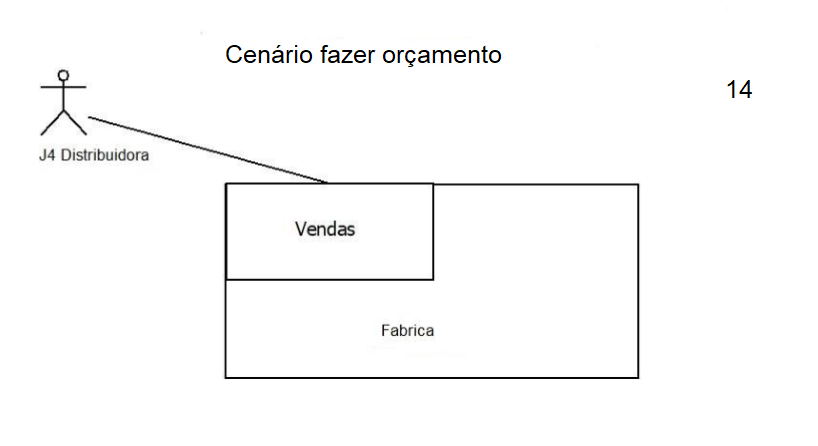 Cenário fazer orçamento
14
J4 Distribuidora
Vendas
Fabrica